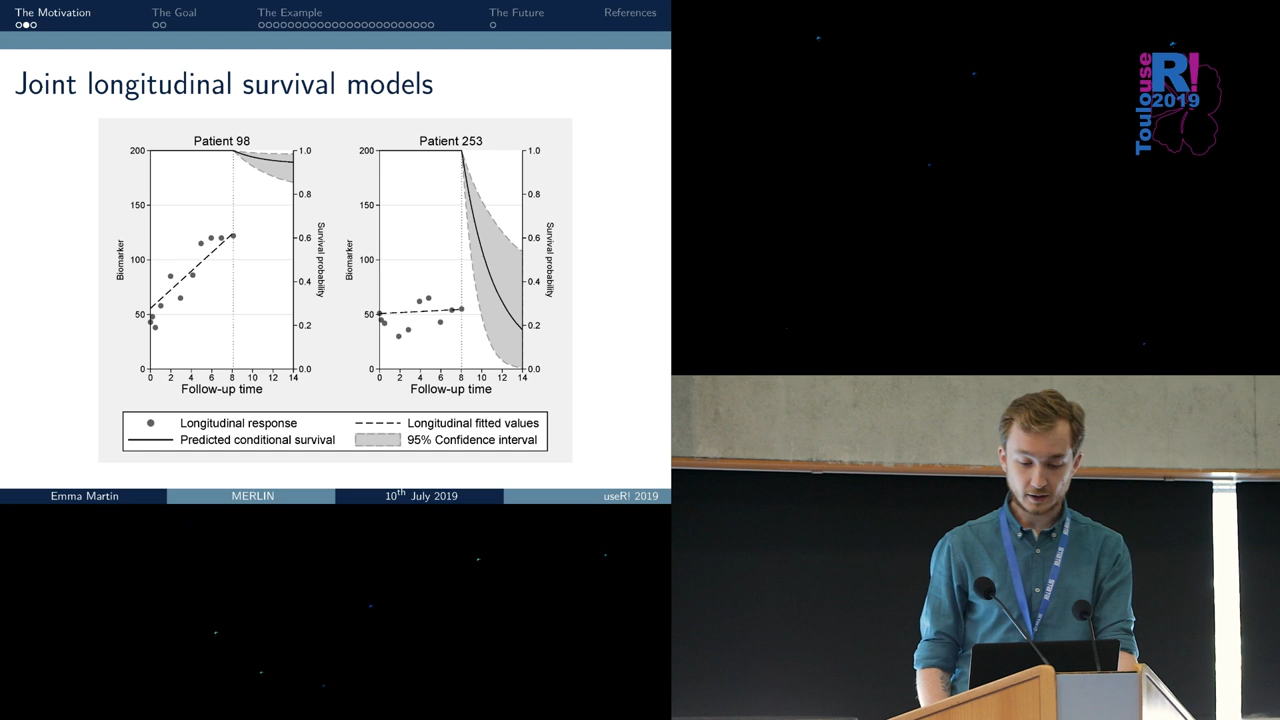 The Motivation
The Goal
The Example
The Future
References
Joint longitudinal survival models
Patient 98
200
150
100
50
0
Biomarker
1.0
0.8
0.6
0.4
0.2
0.0
Survival probability
0 2 4 6 8 10 12 14
Follow-up time
Patient 253
200
150
100
50
0
Biomarker
1.0
0.8
0.6
0.4
0.2
0.0
Survival probability
0 2 4 6 8 10 12 14
Follow-up time
Longitudinal response
Longitudinal fitted values
Predicted conditional survival
95% Confidence interval
Emma Martin
MERLIN
10th July 2019
useR! 2019
Toulouse
R!
2019